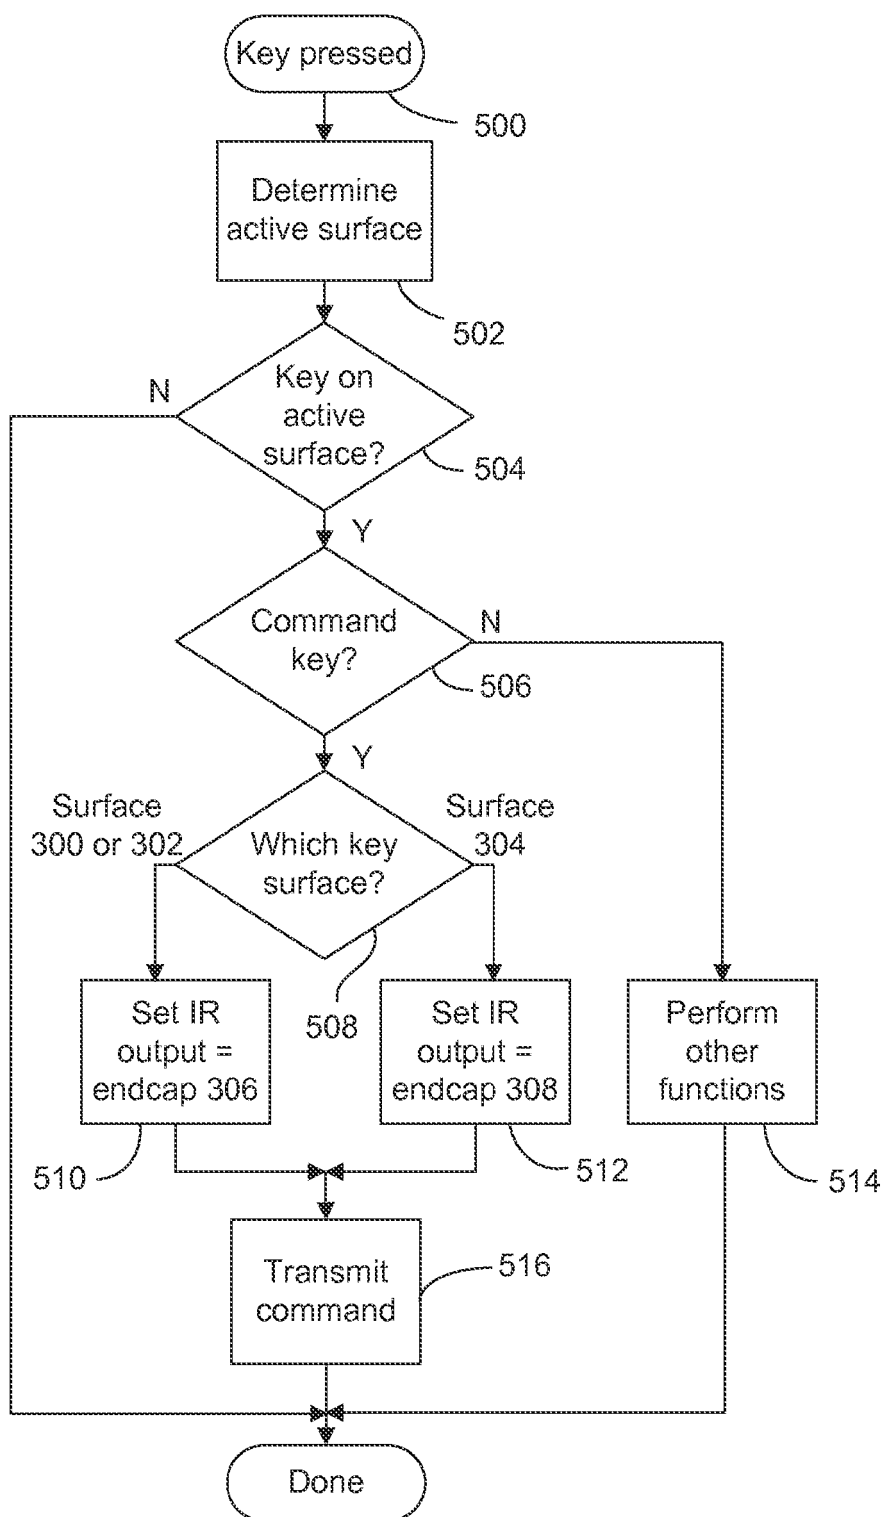 Key pressed
500
Determine
active surface
502
N
Key on
active
surface?
504
Y
Command
key?
N
506
Y
Surface
300 or 302
Which key
surface?
Surface
304
508
Set IR
output =
endcap 306
510
Set IR
output =
endcap 308
512
Perform
other
functions
514
Transmit
command
516
Done